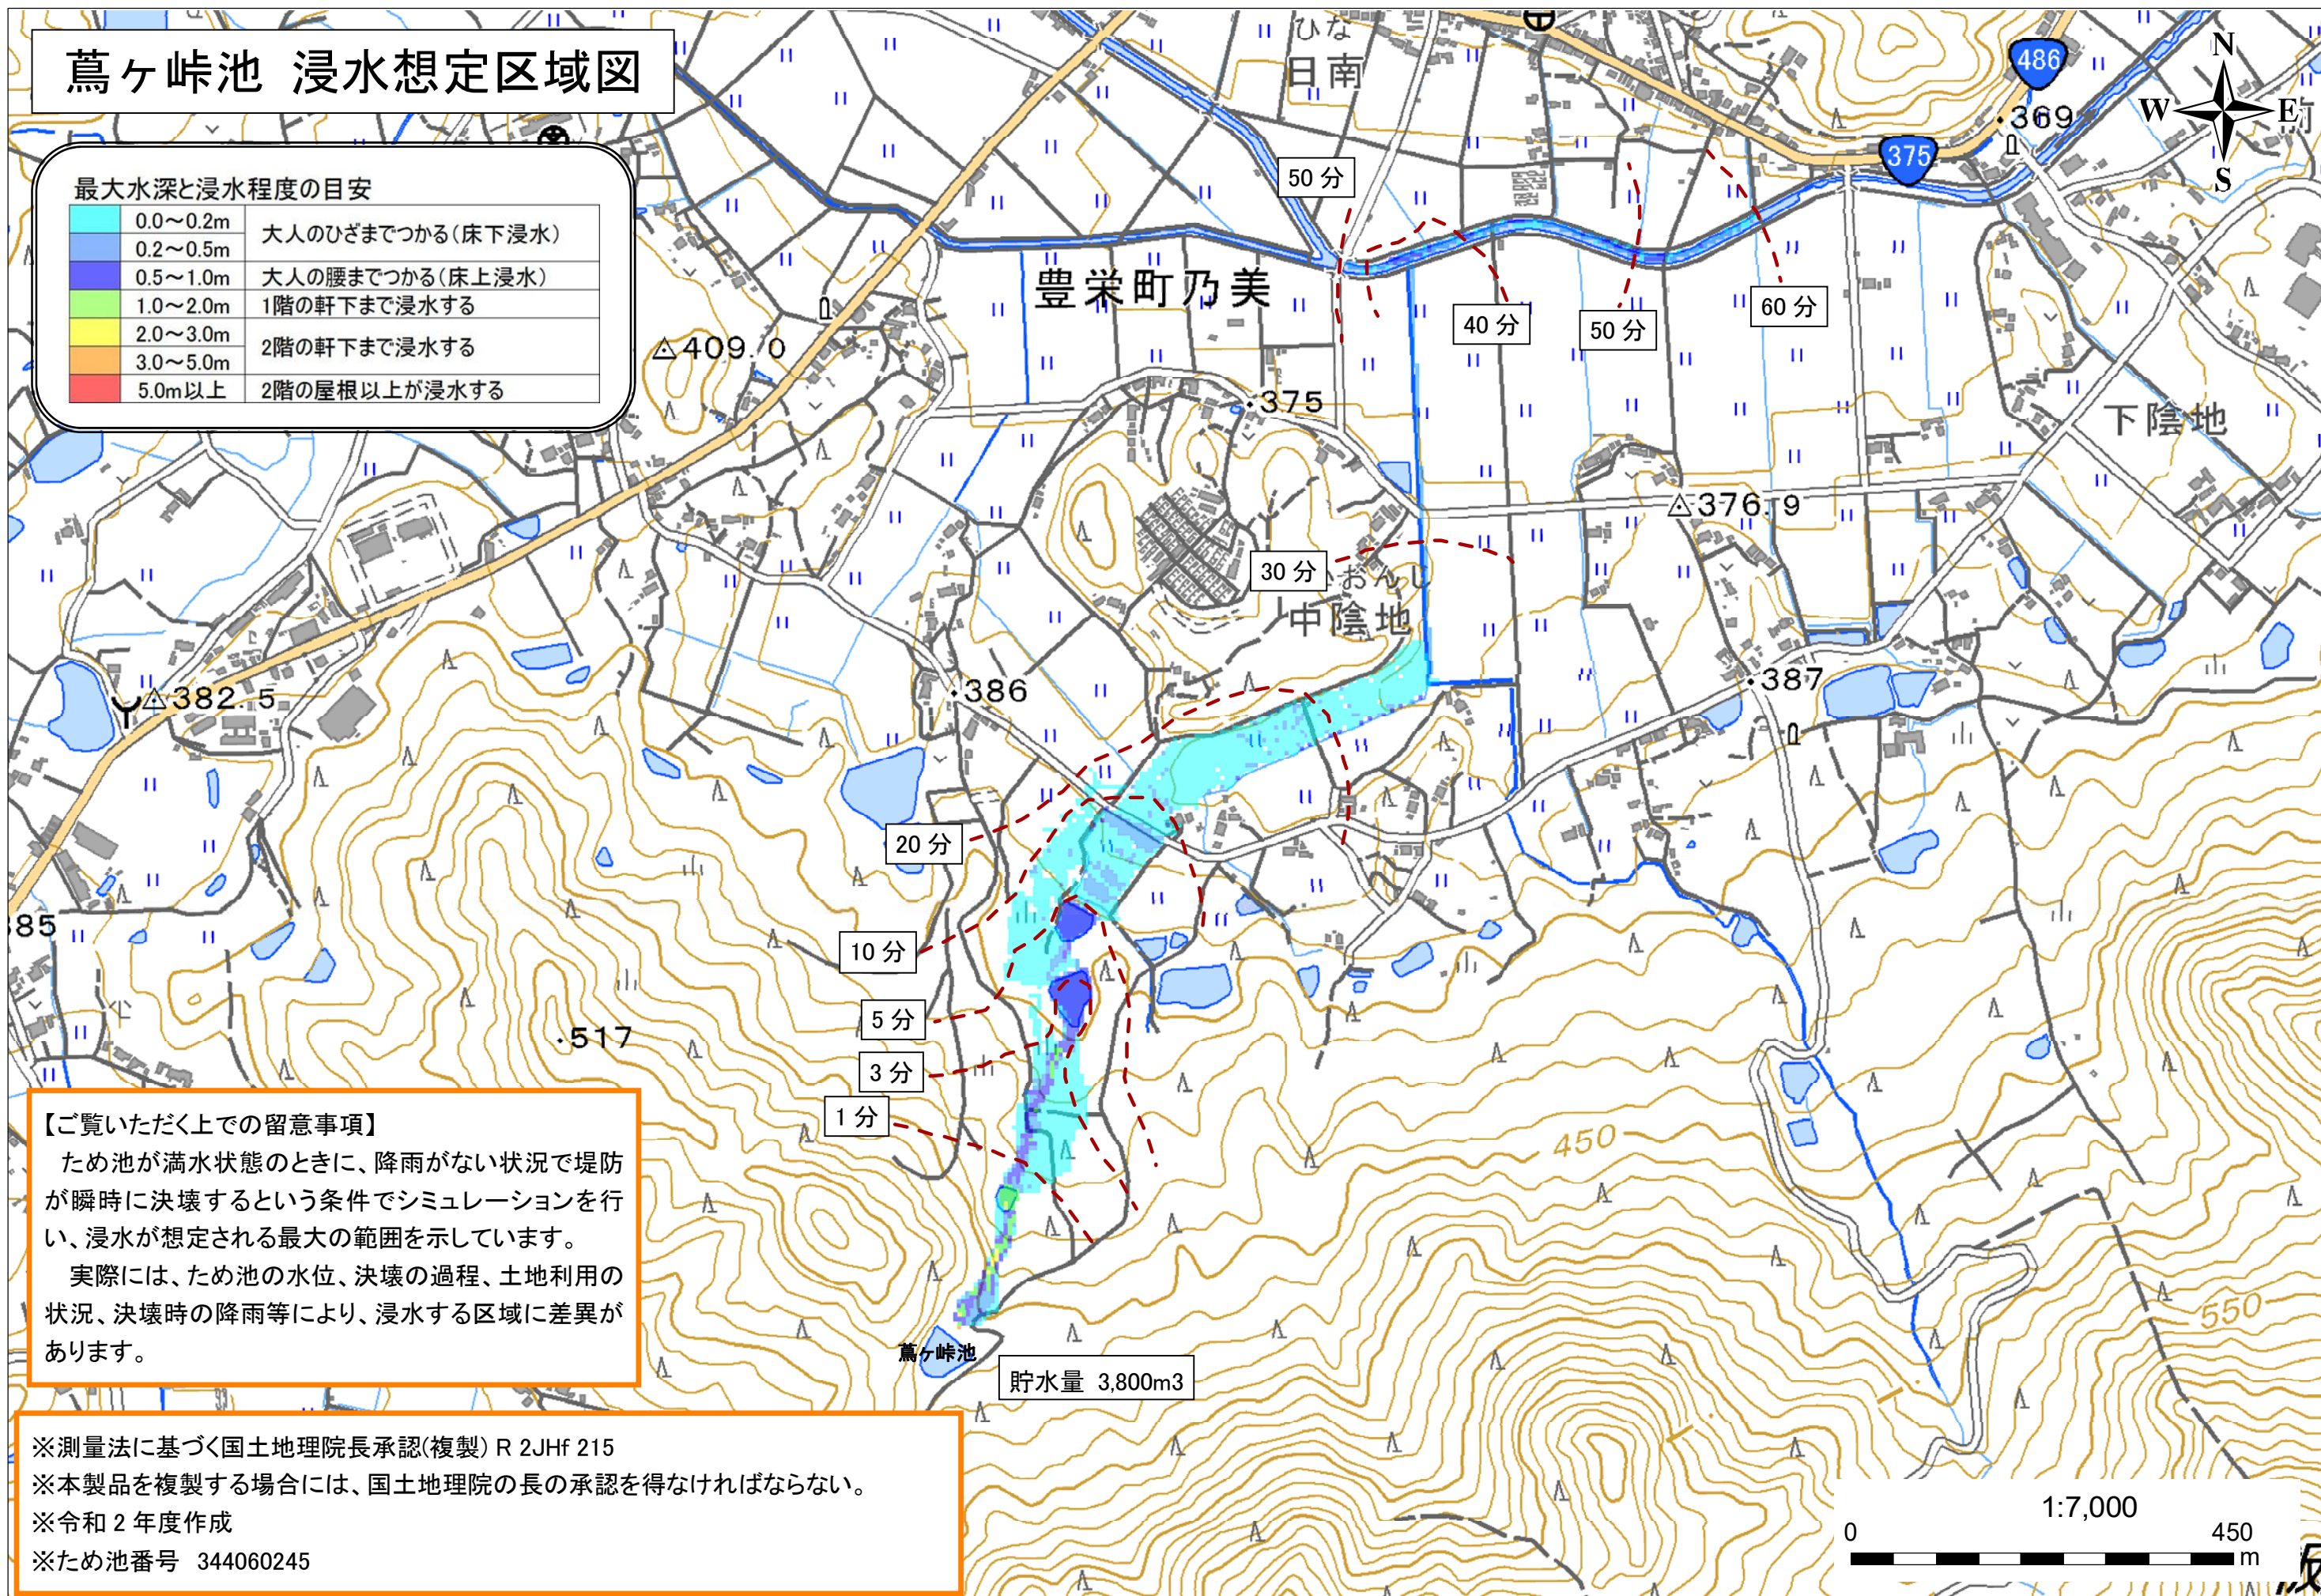 蔦ヶ峠池 浸水想定区域図
最大水深と浸水程度の目安
0.0～0.2m
大人のひざまでつかる(床下浸水)
0.2～0.5m
0.5～1.0m 大人の腰までつかる(床上浸水)
1.0～2.0m 1階の軒下まで浸水する
2.0～3.0m
2階の軒下まで浸水する
3.0～5.0m
5.0m以上 2階の屋根以上が浸水する
ひな
日南
486
N
W
E
S
前
369
375
50 分
豊栄町乃美
40 分
50 分
60 分
409.0
375
下陰地
376.9
30 分
おんじ
中陰地
382.5
386
387
20 分
385
10 分
5 分
517
3 分
1 分
450
550
【ご覧いただく上での留意事項】
ため池が満水状態のときに、降雨がない状況で堤防
が瞬時に決壊するという条件でシミュレーションを行
い、浸水が想定される最大の範囲を示しています。
実際には、ため池の水位、決壊の過程、土地利用の
状況、決壊時の降雨等により、浸水する区域に差異が
あります。
蔦ヶ峠池
貯水量 3,800m3
※測量法に基づく国土地理院長承認(複製) R 2JHf 215
※本製品を複製する場合には、国土地理院の長の承認を得なければならない。
※令和 2 年度作成
※ため池番号 344060245
1:7,000
0 450
m